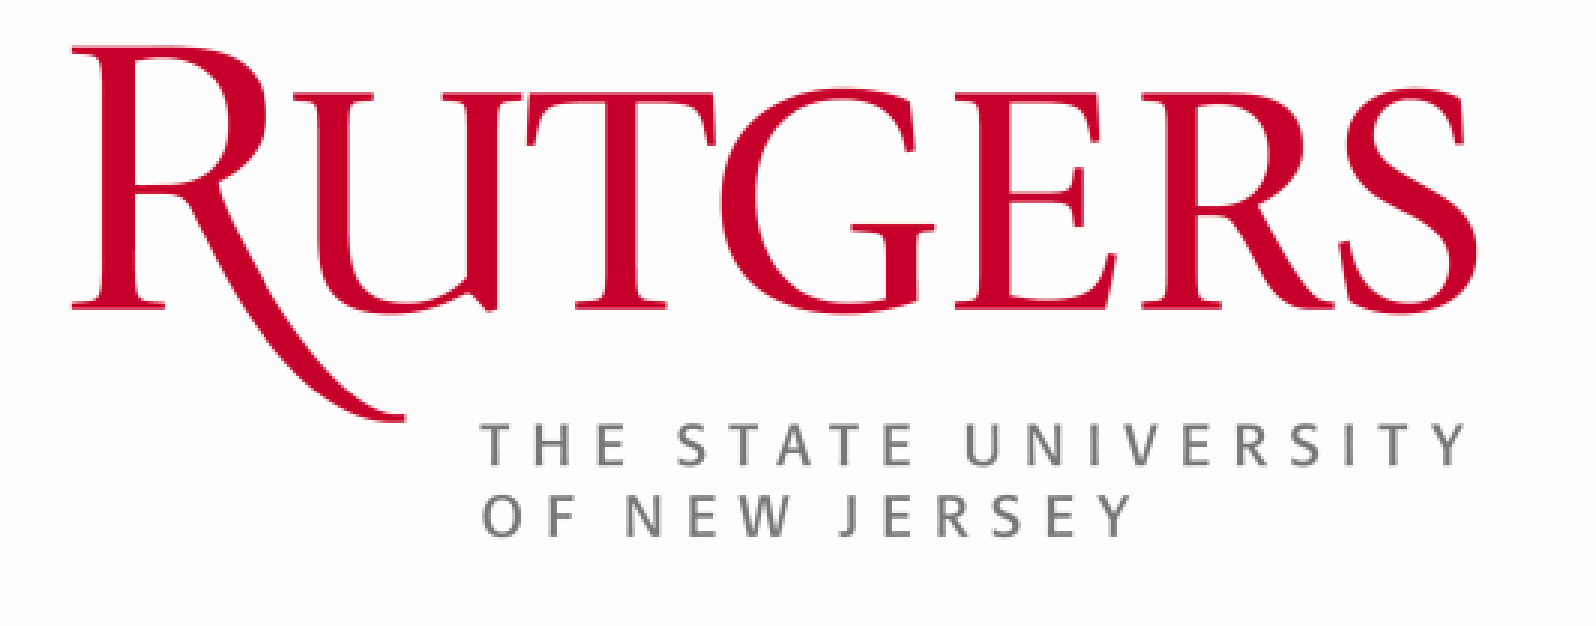 RUTGERS
THE STATE UNIVERSITY
OF NEW JERSEY